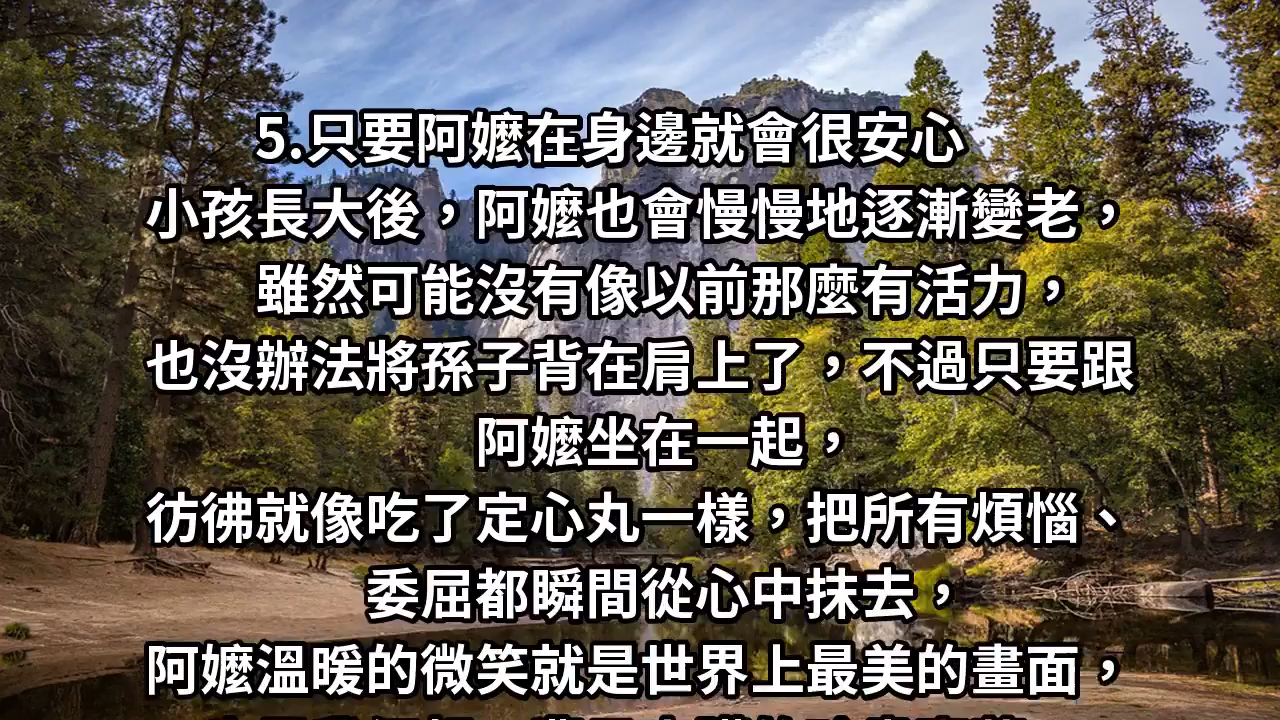 5.只要阿嬤在身邊就會很安心
小孩長大後，阿嬤也會慢慢地逐漸變老，
雖然可能沒有像以前那麼有活力，
也沒辦法將孫子背在肩上了，不過只要跟
阿嬤坐在一起，
彷彿就像吃了定心丸一樣，把所有煩惱、
委屈都瞬間從心中抹去，
阿嬤溫暖的微笑就是世界上最美的畫面，